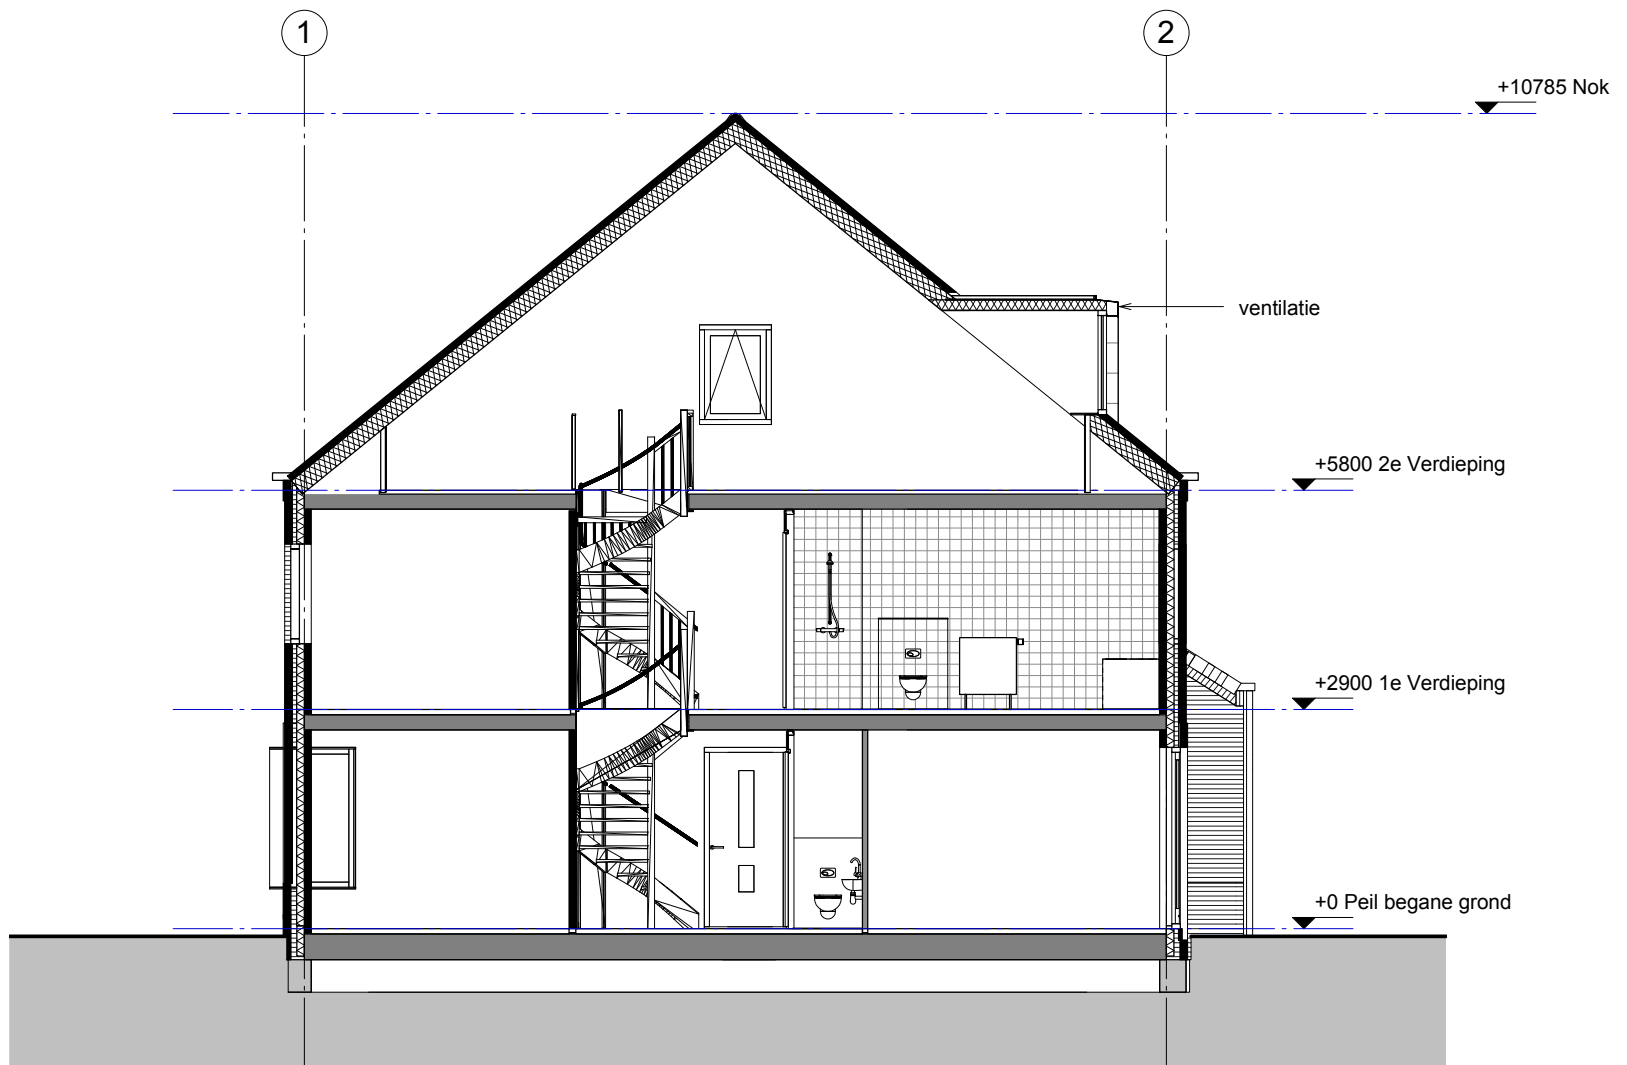 1
2
+10785 Nok
ventilatie
+5800 2e Verdieping
+2900 1e Verdieping
+0 Peil begane grond